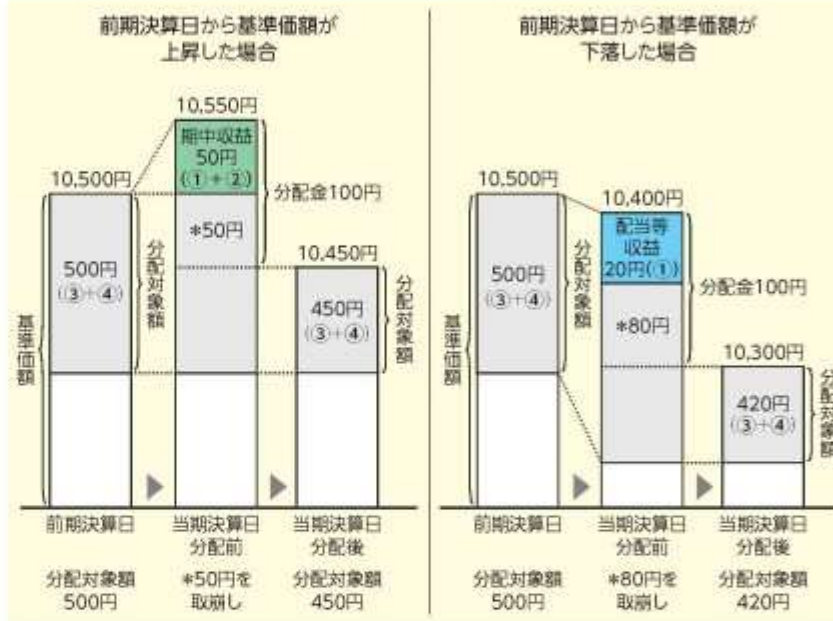 前期決算日から基準価額が
上昇した場合
10,550円
期中収益
50円
(①+②)
10,500円
分配金100円
*50円
10,450円
500円
(③+④)
分配対象額
450円
(③+④)
分配対象額
基準価額
前期決算日
当期決算日
分配前
当期決算日
分配後
分配対象額
500円
*50円を
取崩し
分配対象額
450円
前期決算日から基準価額が
下落した場合
10,500円
10,400円
配当等
収益
20円(①)
分配金100円
500円
(③+④)
分配対象額
*80円
10,300円
420円
(③+④)
分配対象額
基準価額
前期決算日
当期決算日
分配前
当期決算日
分配後
分配対象額
500円
*80円を
取崩し
分配対象額
420円